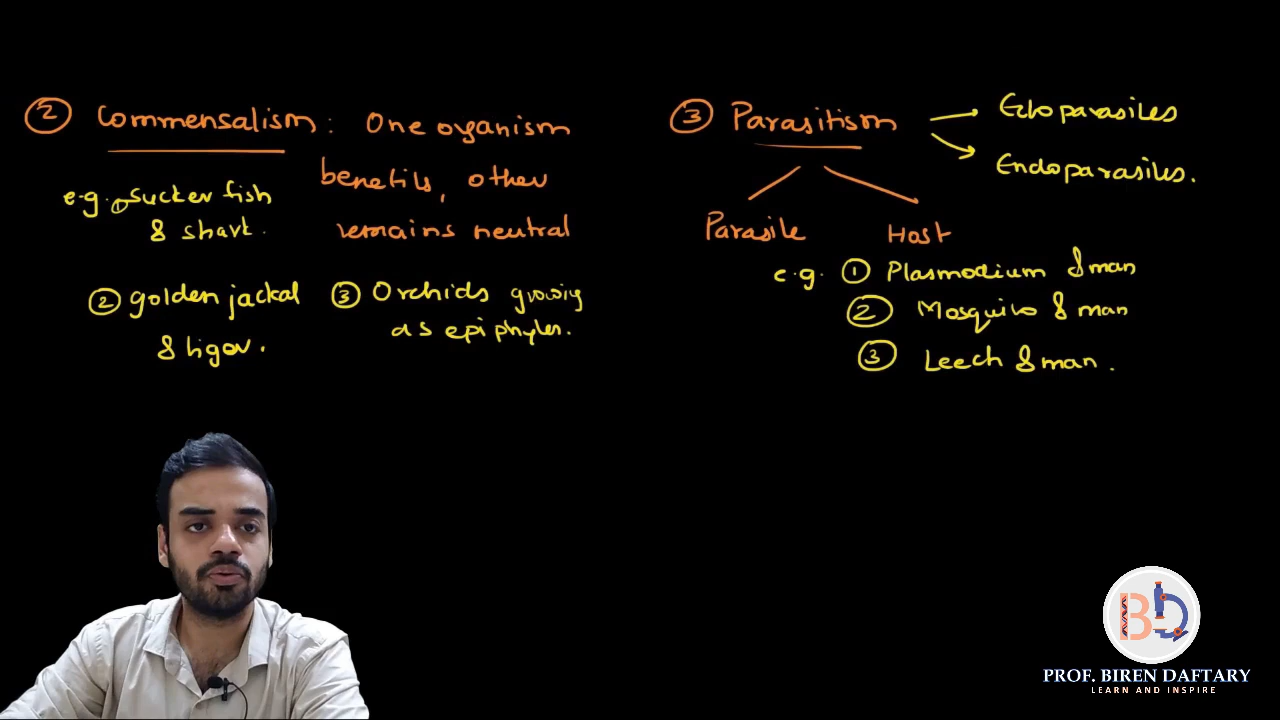 ② Commensalism : One organism
benefits, other
remains neutral
e.g. ① Sucker fish
& shark.
② golden jackal
& tiger.
③ Orchids growing
as epiphytes.
③ Parasitism → Ectoparasites
→ Endoparasites.
Parasite Host
e.g. ① Plasmodium & man
② Mosquito & man
③ Leech & man.
BD
PROF. BIREN DAFTARY
LEARN AND INSPIRE